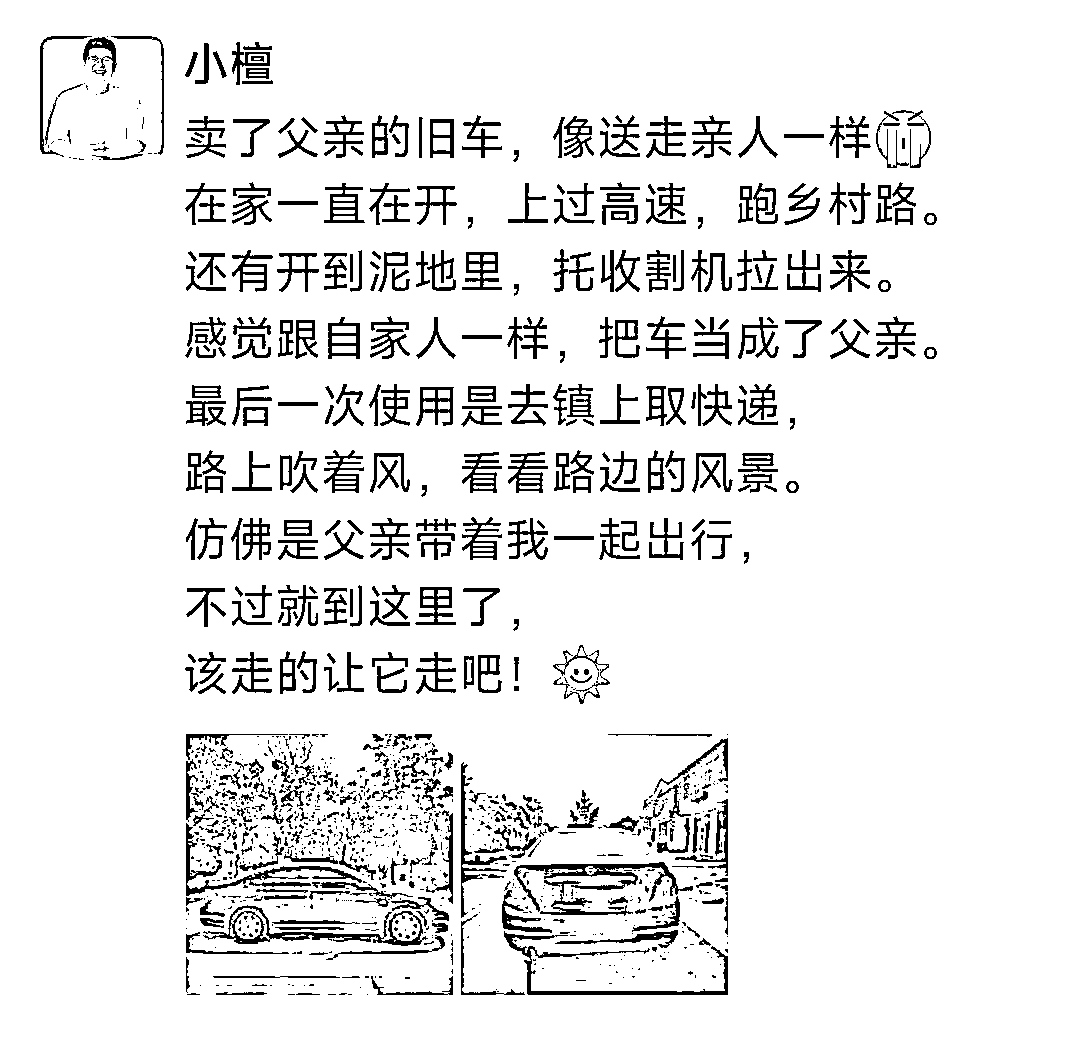 小檀
卖了父亲的旧车，像送走亲人一样
在家一直在开，上过高速，跑乡村路。
还有开到泥地里，托收割机拉出来。
感觉跟自家人一样，把车当成了父亲。
最后一次使用是去镇上取快递，
路上吹着风，看看路边的风景。
仿佛是父亲带着我一起出行，
不过就到这里了，
该走的让它走吧！